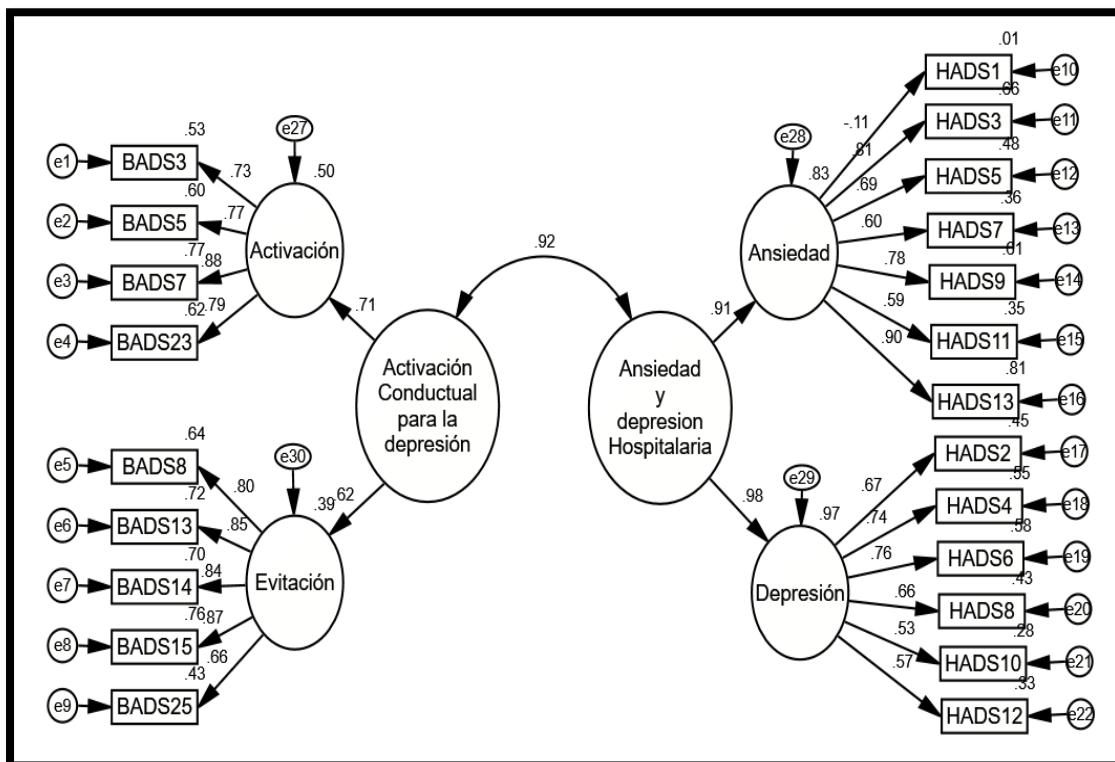 .01
HADS1
e10
.66
HADS3
e11
.48
HADS5
e12
.36
HADS7
e13
.61
HADS9
e14
.35
HADS11
e15
.81
HADS13
e16
.45
HADS2
e17
.55
HADS4
e18
.58
HADS6
e19
.43
HADS8
e20
.28
HADS10
e21
.33
HADS12
e22
-.11
.81
.69
.60
.78
.59
.90
e28
.83
Ansiedad
.91
.67
.74
.76
.66
.53
.57
e29
.97
Depresión
.98
Ansiedad
y
depresion
Hospitalaria
.92
Activación
Conductual
para la
depresión
.71
.62
e27
.50
Activación
.53
e1
BADS3
.73
.60
e2
BADS5
.77
.77
e3
BADS7
.88
.62
e4
BADS23
.79
e30
.39
Evitación
.64
e5
BADS8
.80
.72
e6
BADS13
.85
.70
e7
BADS14
.84
.76
e8
BADS15
.87
.43
e9
BADS25
.66